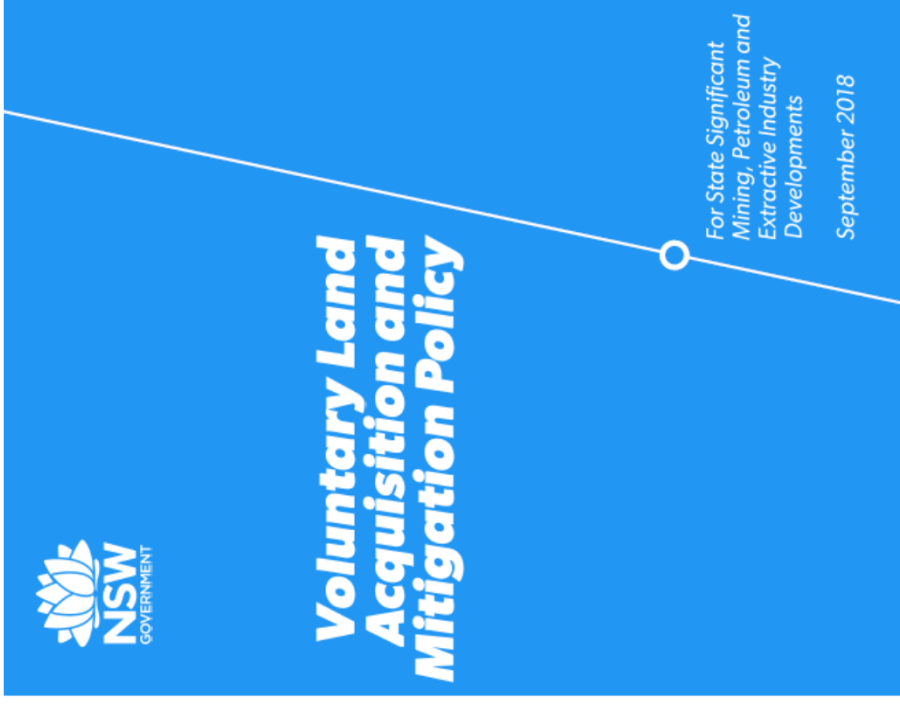 NSW
GOVERNMENT
Voluntary Land
Acquisition and
Mitigation Policy
For State Significant
Mining, Petroleum and
Extractive Industry
Developments
September 2018